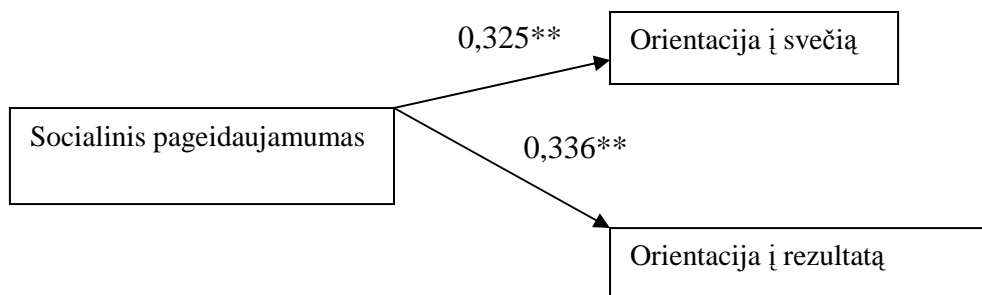 0,325**
Orientacija į svečią
Socialinis pageidaujamumas
0,336**
Orientacija į rezultatą